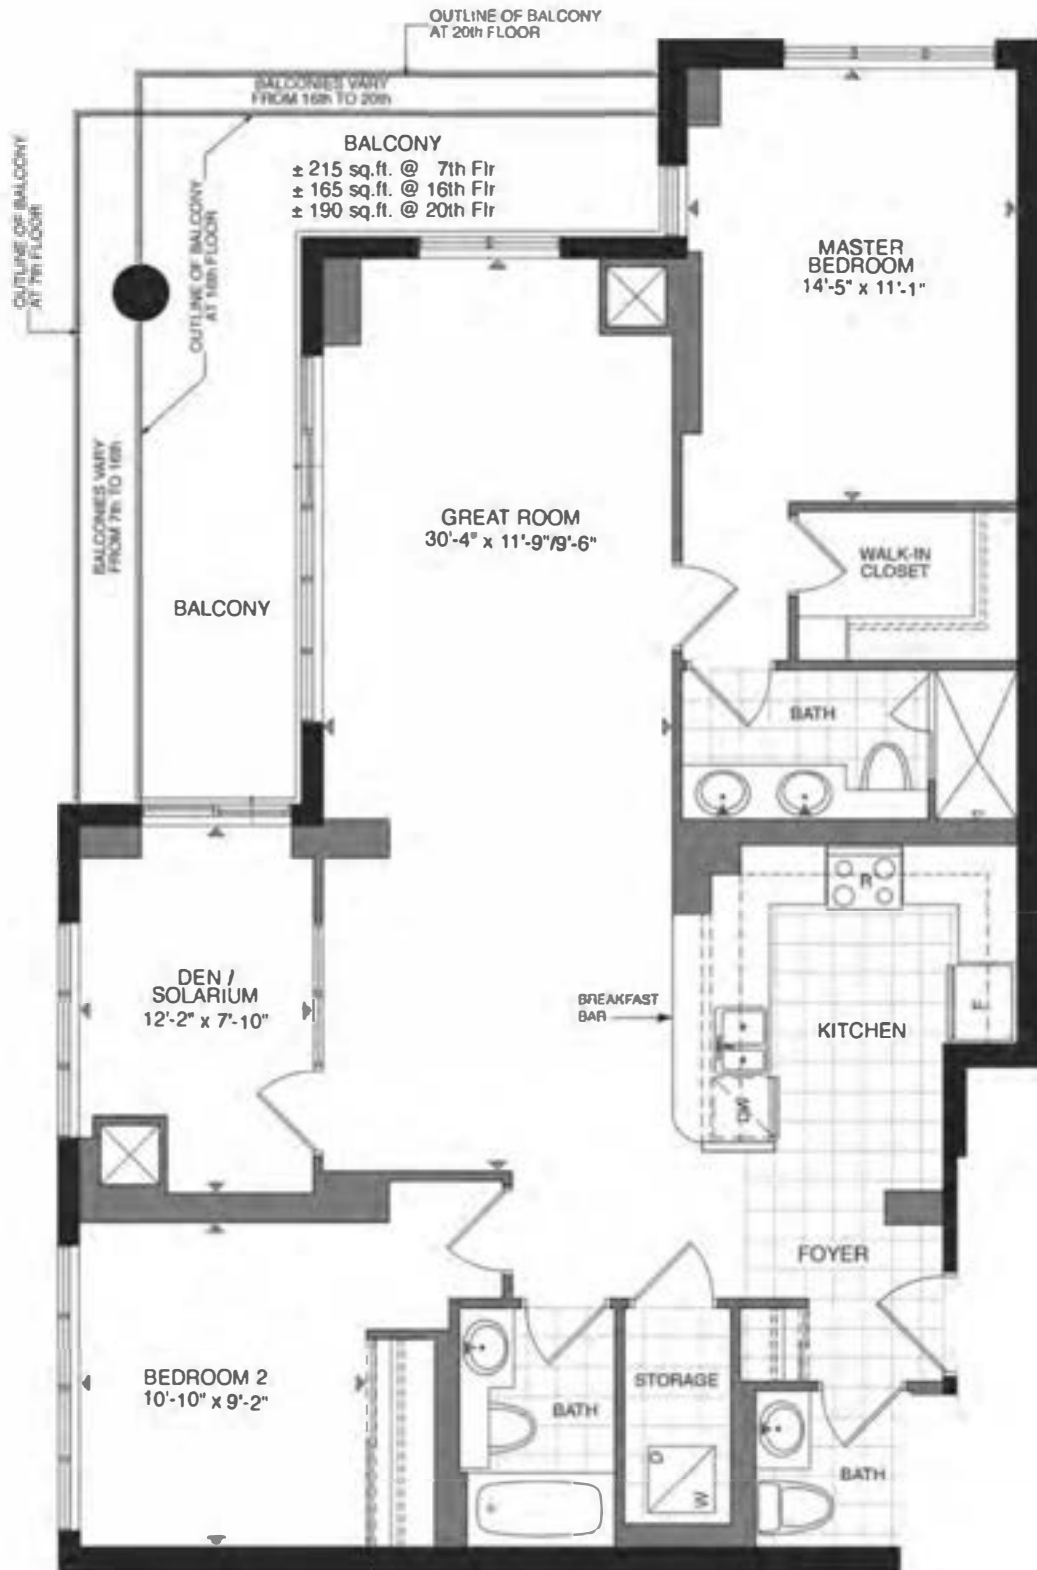 OUTLINE OF BALCONY
AT 20th FLOOR
BALCONIES VARY
FROM 16th TO 20th
BALCONY
± 215 sq.ft. @ 7th Flr
± 165 sq.ft. @ 16th Flr
± 190 sq.ft. @ 20th Flr
OUTLINE OF BALCONY
AT 7th FLOOR
OUTLINE OF BALCONY
AT 16th FLOOR
MASTER
BEDROOM
14'-5" x 11'-1"
BALCONIES VARY
FROM 7th TO 16th
GREAT ROOM
30'-4" x 11'-9"/9'-6"
WALK-IN
CLOSET
BALCONY
BATH
R
DEN /
SOLARIUM
12'-2" x 7'-10"
BREAKFAST
BAR
KITCHEN
F
DW
FOYER
BEDROOM 2
10'-10" x 9'-2"
STORAGE
BATH
D
W
BATH